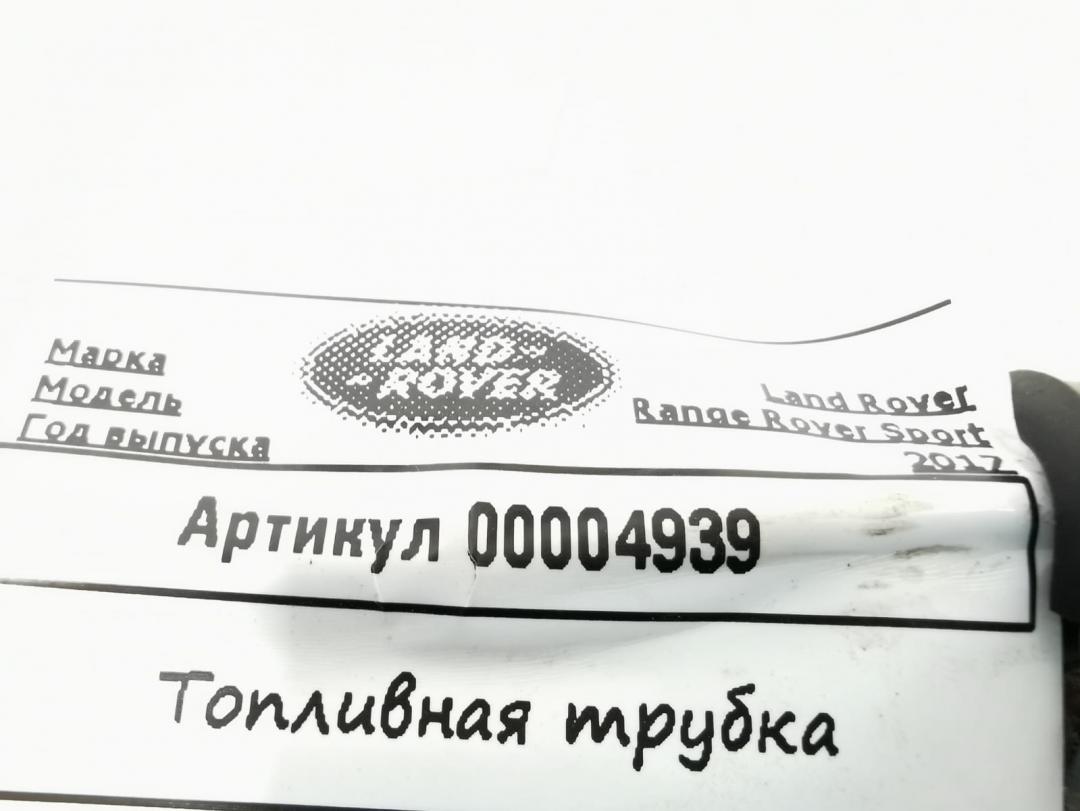 Марка
LAND-
-ROVER
Land Rover
Модель
Range Rover Sport
Год выпуска
2017
Артикул 00004939
Топливная трубка